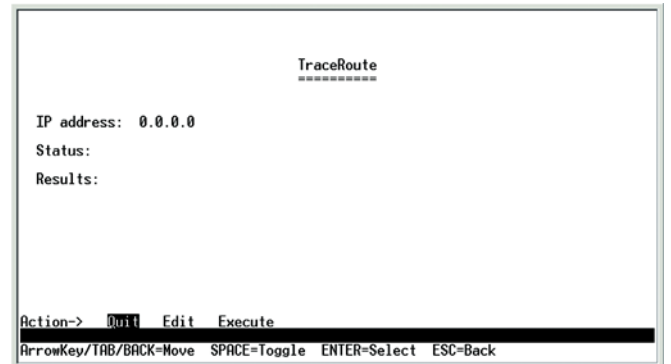 TraceRoute
==========
IP address: 0.0.0.0
Status:
Results:
Action-> Quit Edit Execute
ArrowKey/TAB/BACK=Move SPACE=Toggle ENTER=Select ESC=Back